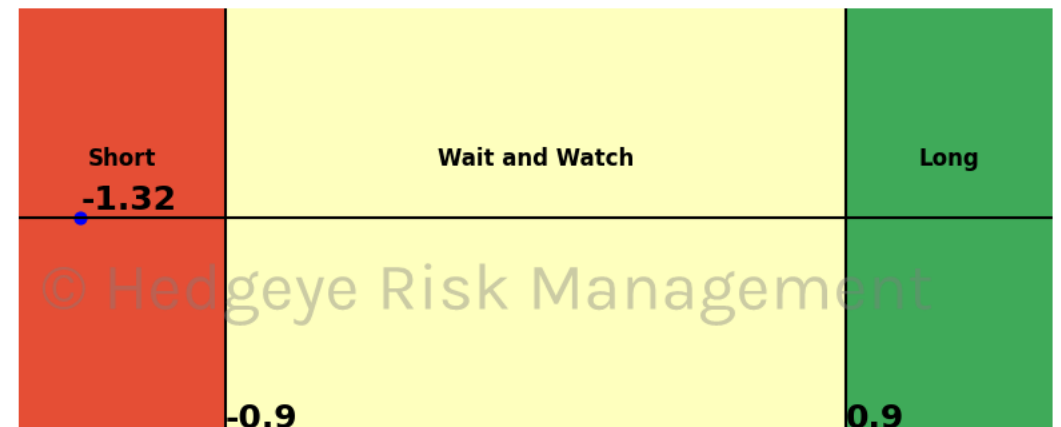 Short
Wait and Watch
Long
-1.32
© Hedgeye Risk Management
-0.9
0.9